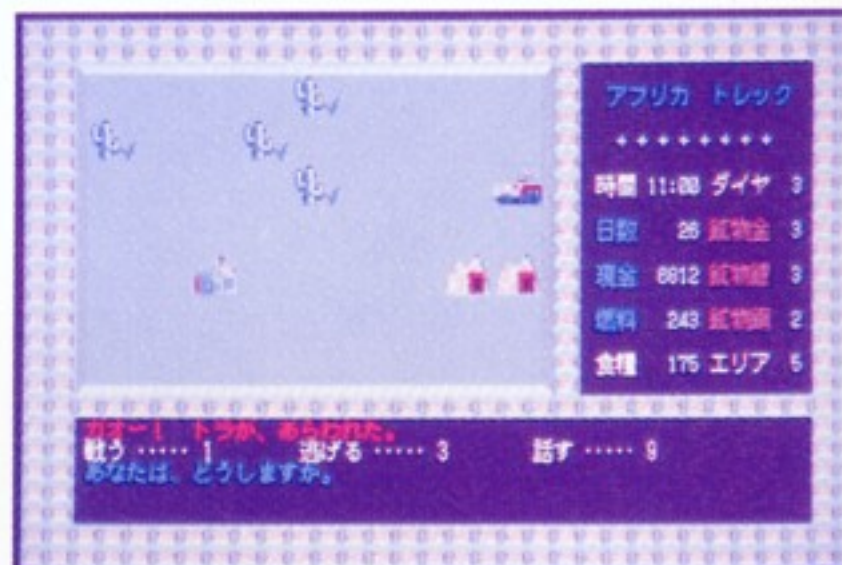 アフリカ トレック
時間 11:00 ダイヤ 3
日数 26 鉱物金 3
現金 6812 鉱物銀 3
燃料 243 鉱物銅 2
食糧 175 エリア 5
ガオー! トラが、あらわれた。
戦う ····· 1 逃げる ····· 3 話す ····· 9
あなたは、どうしますか。